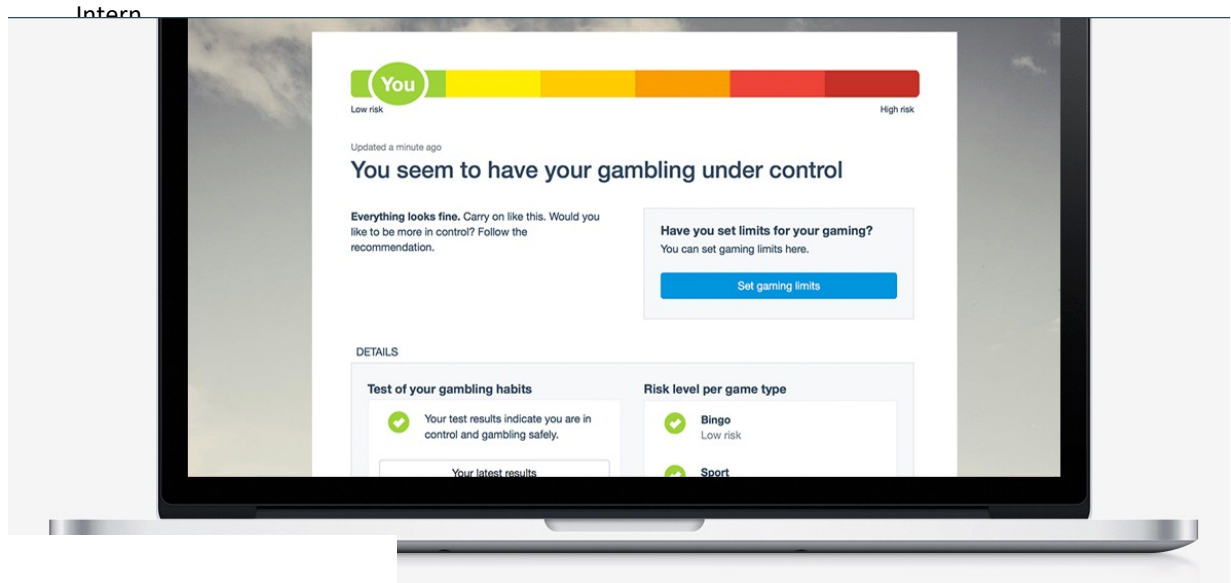 Intern
You
Low risk
High risk
Updated a minute ago
You seem to have your gambling under control
Everything looks fine. Carry on like this. Would you
like to be more in control? Follow the
recommendation.
Have you set limits for your gaming?
You can set gaming limits here.
Set gaming limits
DETAILS
Test of your gambling habits
Your test results indicate you are in
control and gambling safely.
Your latest results
Risk level per game type
Bingo
Low risk
Sport